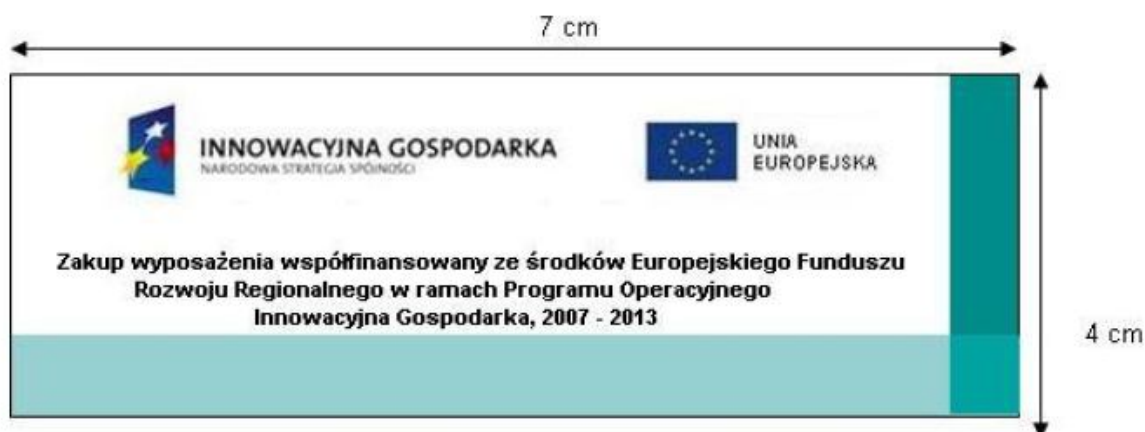 7 cm
INNOWACYJNA GOSPODARKA
NARODOWA STRATEGIA SPÓJNOŚCI
UNIA
EUROPEJSKA
Zakup wyposażenia współfinansowany ze środków Europejskiego Funduszu
Rozwoju Regionalnego w ramach Programu Operacyjnego
Innowacyjna Gospodarka, 2007 - 2013
4 cm